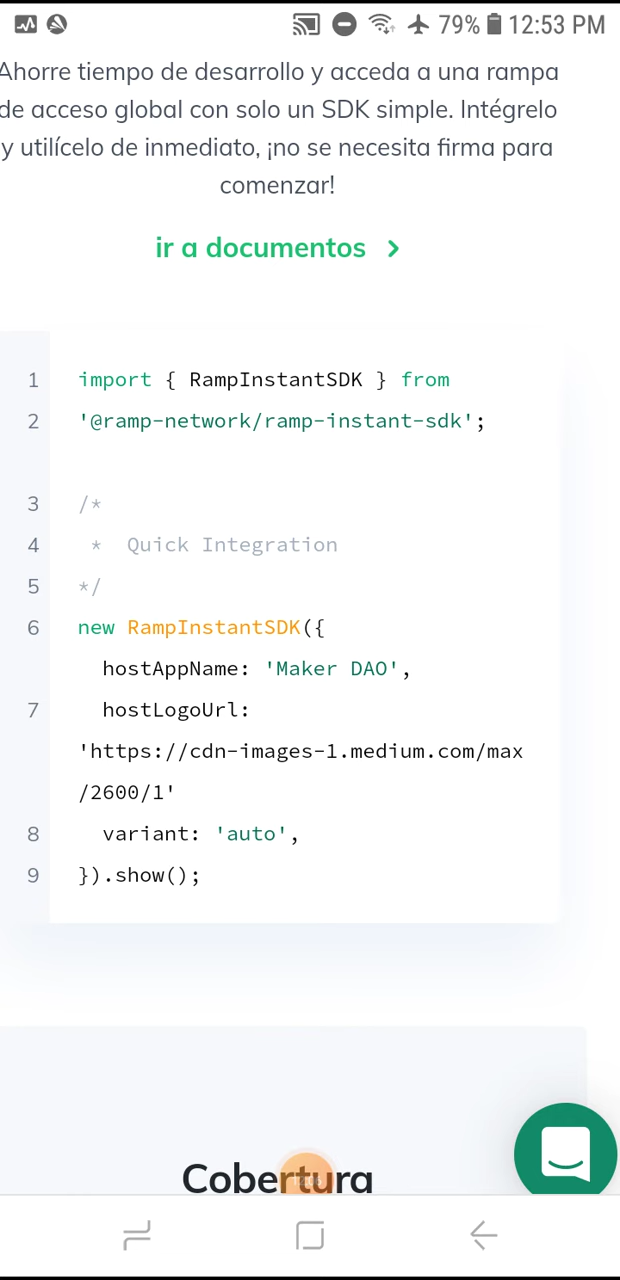 79% 12:53 PM
Ahorre tiempo de desarrollo y acceda a una rampa
de acceso global con solo un SDK simple. Intégrelo
y utilícelo de inmediato, ¡no se necesita firma para
comenzar!
ir a documentos >
1 import { RampInstantSDK } from
2 '@ramp-network/ramp-instant-sdk';
3 /*
4 * Quick Integration
5 */
6 new RampInstantSDK({
hostAppName: 'Maker DAO',
7 hostLogoUrl:
'https://cdn-images-1.medium.com/max
/2600/1'
8 variant: 'auto',
9 }).show();
Cobertura